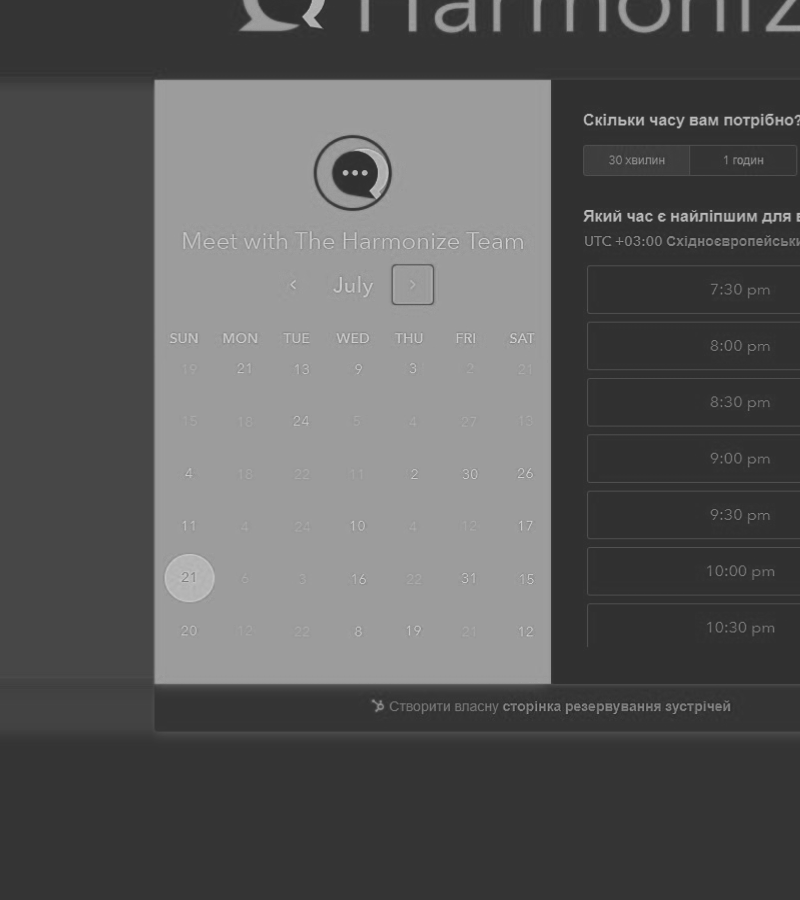 Harmoniz
Meet with The Harmonize Team
July
SUN MON TUE WED THU FRI SAT
19 21 13 9 3 2 21
15 18 24 5 4 27 13
4 18 22 11 2 30 26
11 4 24 10 4 12 17
21 6 3 16 22 31 15
20 12 22 8 19 21 12
Скільки часу вам потрібно?
30 хвилин 1 годин
Який час є найліпшим для в
UTC +03:00 Східноєвропейськи
7:30 pm
8:00 pm
8:30 pm
9:00 pm
9:30 pm
10:00 pm
10:30 pm
Створити власну сторінка резервування зустрічей